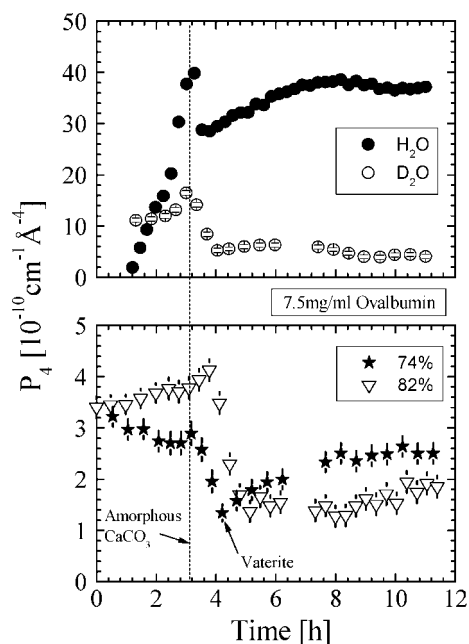 50
40
30
20
10
0
H₂O
D₂O
7.5mg/ml Ovalbumin
P₄ [10⁻¹⁰cm⁻¹ Å⁻⁴]
5
4
3
2
1
0
74%
82%
Amorphous
CaCO₃
Vaterite
0 2 4 6 8 10 12
Time [h]